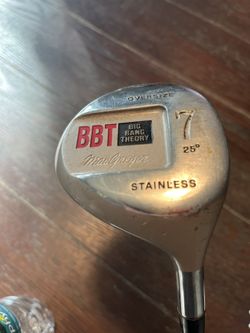 OVERSIZE
7
25°
BBT
BIG
BANG
THEORY
MacGregor
STAINLESS